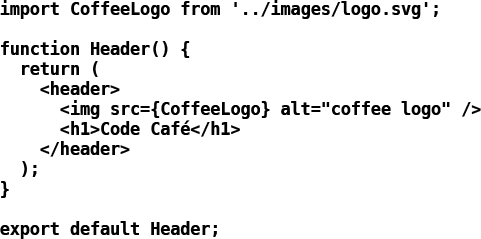 import CoffeeLogo from '../images/logo.svg';

function Header() {
  return (
    <header>
      <img src={CoffeeLogo} alt="coffee logo" />
      <h1>Code Café</h1>
    </header>
  );
}

export default Header;